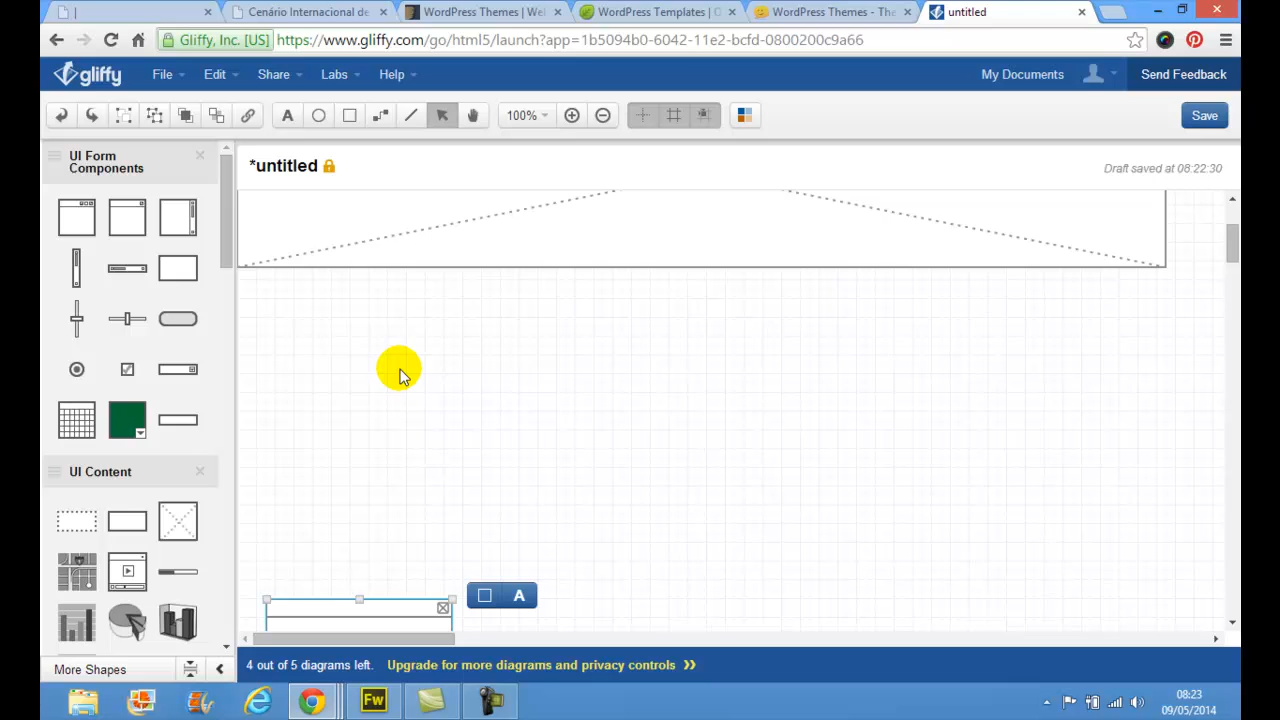 Cenário Internacional de
WordPress Themes | Wel
WordPress Templates | O
WordPress Themes - The
untitled
Gliffy, Inc. [US]
https://www.gliffy.com/go/html5/launch?app=1b5094b0-6042-11e2-bcfd-0800200c9a66
gliffy
File
Edit
Share
Labs
Help
My Documents
Send Feedback
A
100%
Save
UI Form
Components
*untitled
Draft saved at 08:22:30
UI Content
A
More Shapes
4 out of 5 diagrams left.
Upgrade for more diagrams and privacy controls
Fw
08:23
09/05/2014